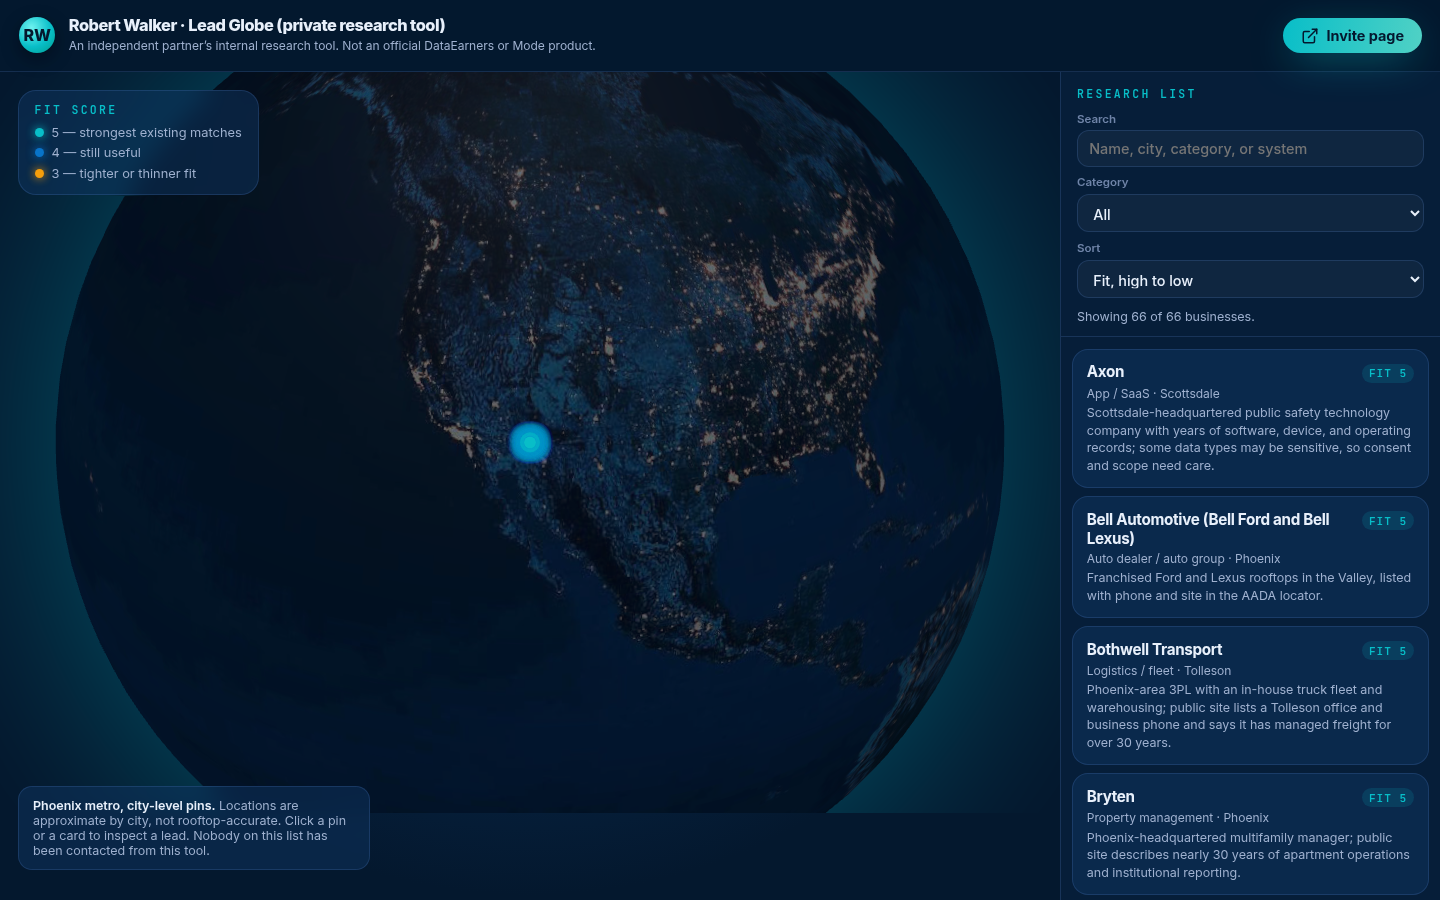 RW
Robert Walker · Lead Globe (private research tool)
An independent partner’s internal research tool. Not an official DataEarners or Mode product.
Invite page
FIT SCORE
5 — strongest existing matches
4 — still useful
3 — tighter or thinner fit
Phoenix metro, city-level pins. Locations are
approximate by city, not rooftop-accurate. Click a pin
or a card to inspect a lead. Nobody on this list has
been contacted from this tool.
RESEARCH LIST
Search
Name, city, category, or system
Category
All
Sort
Fit, high to low
Showing 66 of 66 businesses.
Axon
FIT 5
App / SaaS · Scottsdale
Scottsdale-headquartered public safety technology
company with years of software, device, and operating
records; some data types may be sensitive, so consent
and scope need care.
Bell Automotive (Bell Ford and Bell
Lexus)
FIT 5
Auto dealer / auto group · Phoenix
Franchised Ford and Lexus rooftops in the Valley, listed
with phone and site in the AADA locator.
Bothwell Transport
FIT 5
Logistics / fleet · Tolleson
Phoenix-area 3PL with an in-house truck fleet and
warehousing; public site lists a Tolleson office and
business phone and says it has managed freight for
over 30 years.
Bryten
FIT 5
Property management · Phoenix
Phoenix-headquartered multifamily manager; public
site describes nearly 30 years of apartment operations
and institutional reporting.